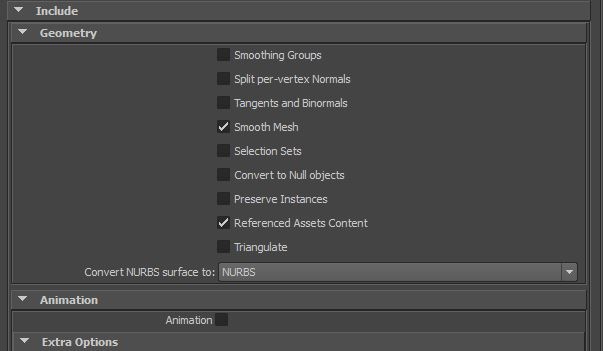 Include
Geometry
Smoothing Groups
Split per-vertex Normals
Tangents and Binormals
Smooth Mesh
Selection Sets
Convert to Null objects
Preserve Instances
Referenced Assets Content
Triangulate
Convert NURBS surface to: NURBS
Animation
Animation
Extra Options